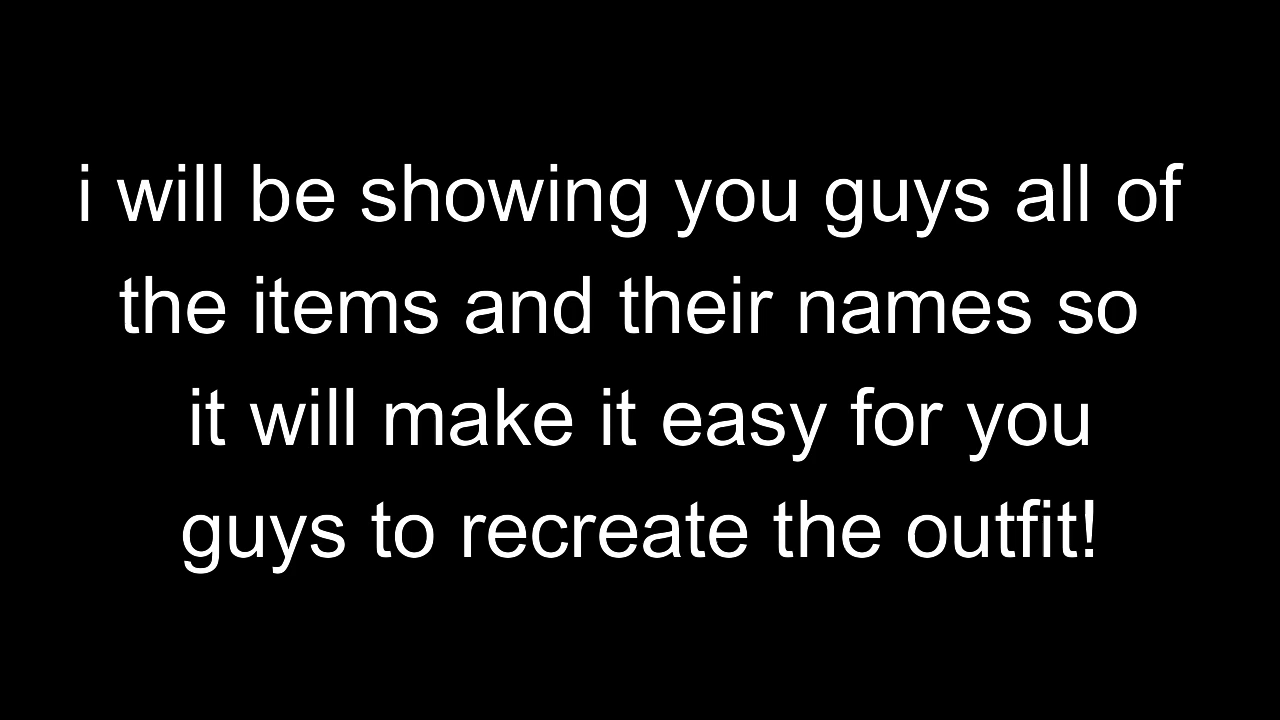 i will be showing you guys all of
the items and their names so
it will make it easy for you
guys to recreate the outfit!